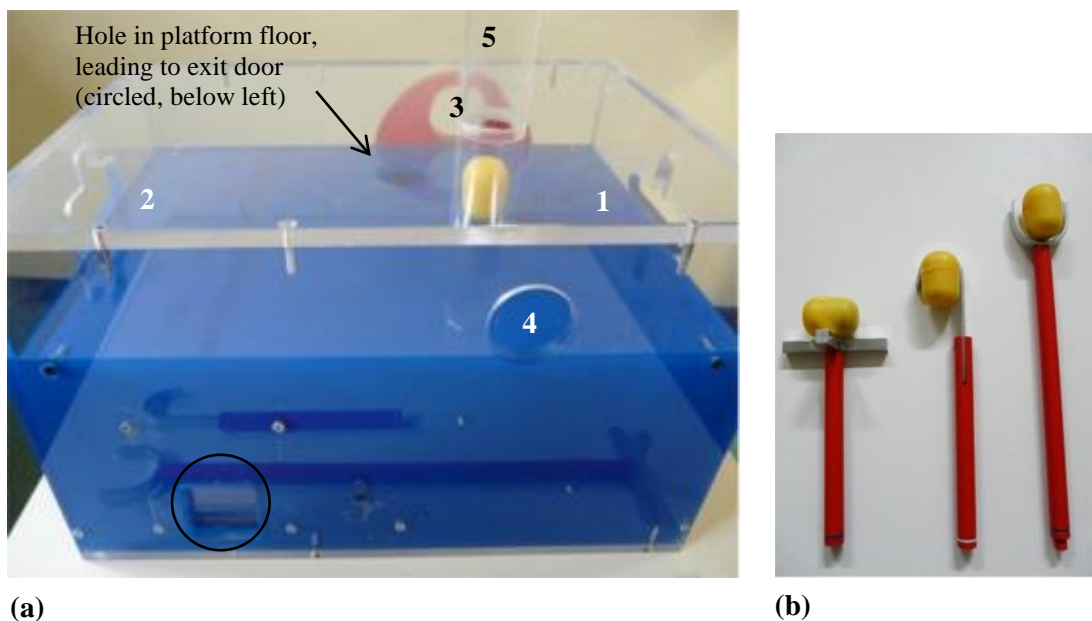 Hole in platform floor,
leading to exit door
(circled, below left)
5
3
2
1
4
(a)
(b)